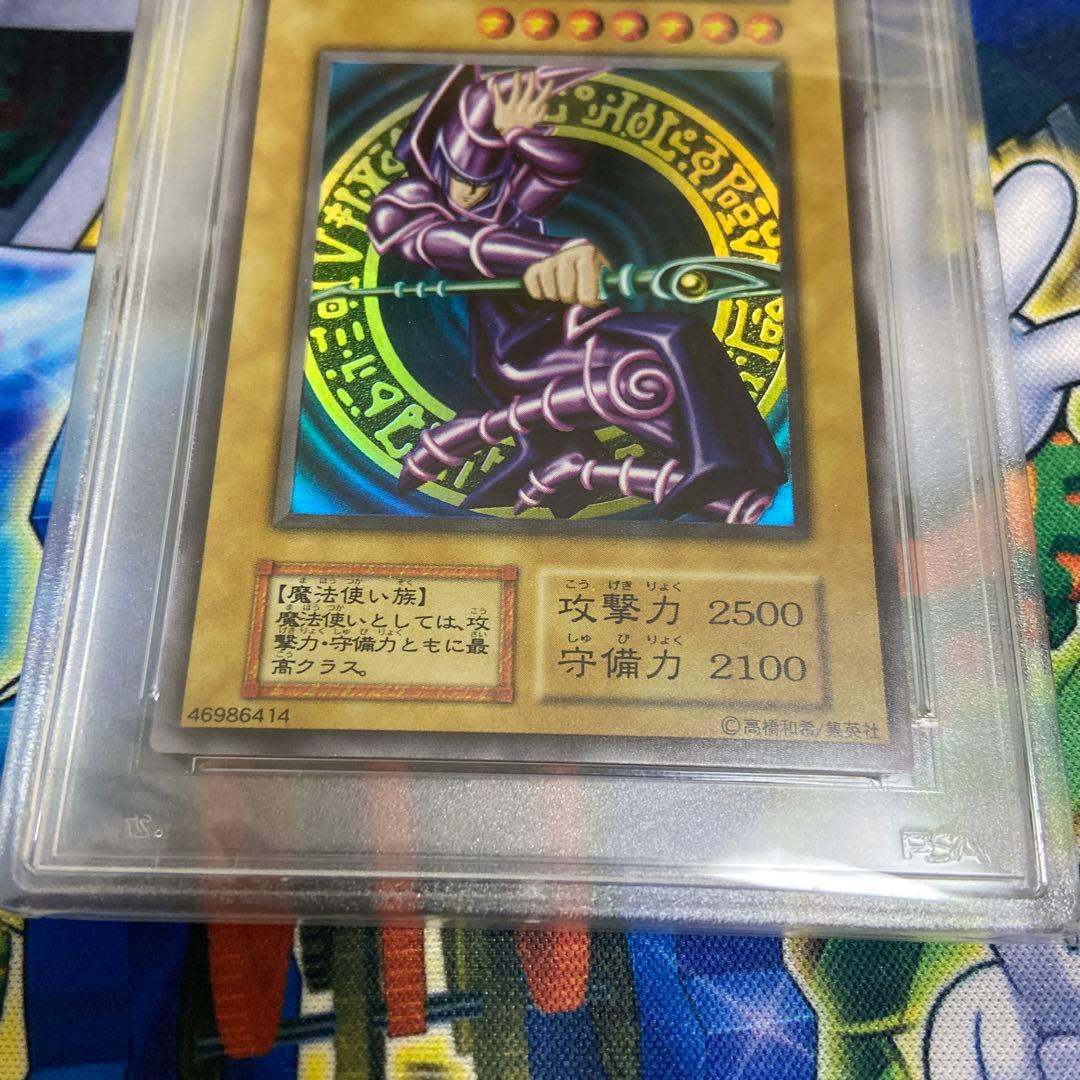 【魔法使い族】
魔法使いとしては、攻
撃力・守備力ともに最
高クラス。
攻撃力 2500
守備力 2100
46986414
©高橋和希/集英社
PSA